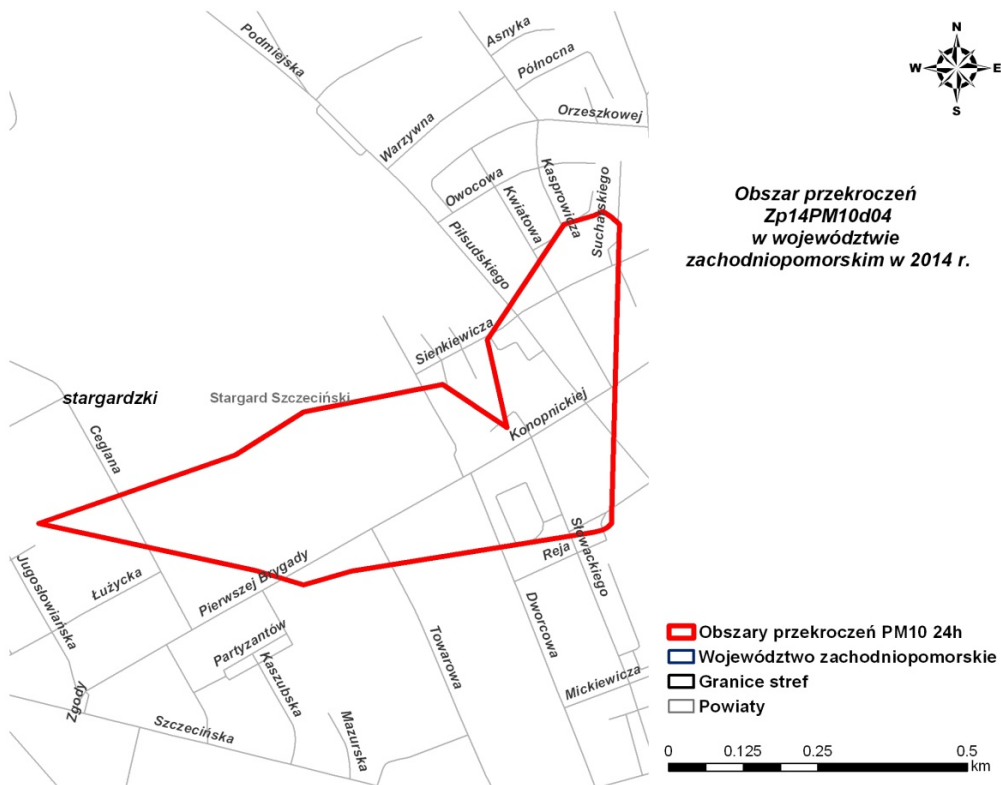 Podmiejska
Asnyka
Północna
Orzeszkowej
Warzywna
Owocowa
Kwiatowa
Kasprowicza
Sucharskiego
Piłsudskiego
Sienkiewicza
stargardzki
Stargard Szczeciński
Konopnickiej
Ceglana
Słowackiego
Reja
Jugosłowiańska
Łużycka
Pierwszej Brygady
Dworcowa
Towarowa
Partyzantów
Kaszubska
Mickiewicza
Zgody
Szczecińska
Mazurska
N
W
E
S
Obszar przekroczeń
Zp14PM10d04
w województwie
zachodniopomorskim w 2014 r.
Obszary przekroczeń PM10 24h
Województwo zachodniopomorskie
Granice stref
Powiaty
0 0.125 0.25 0.5
km